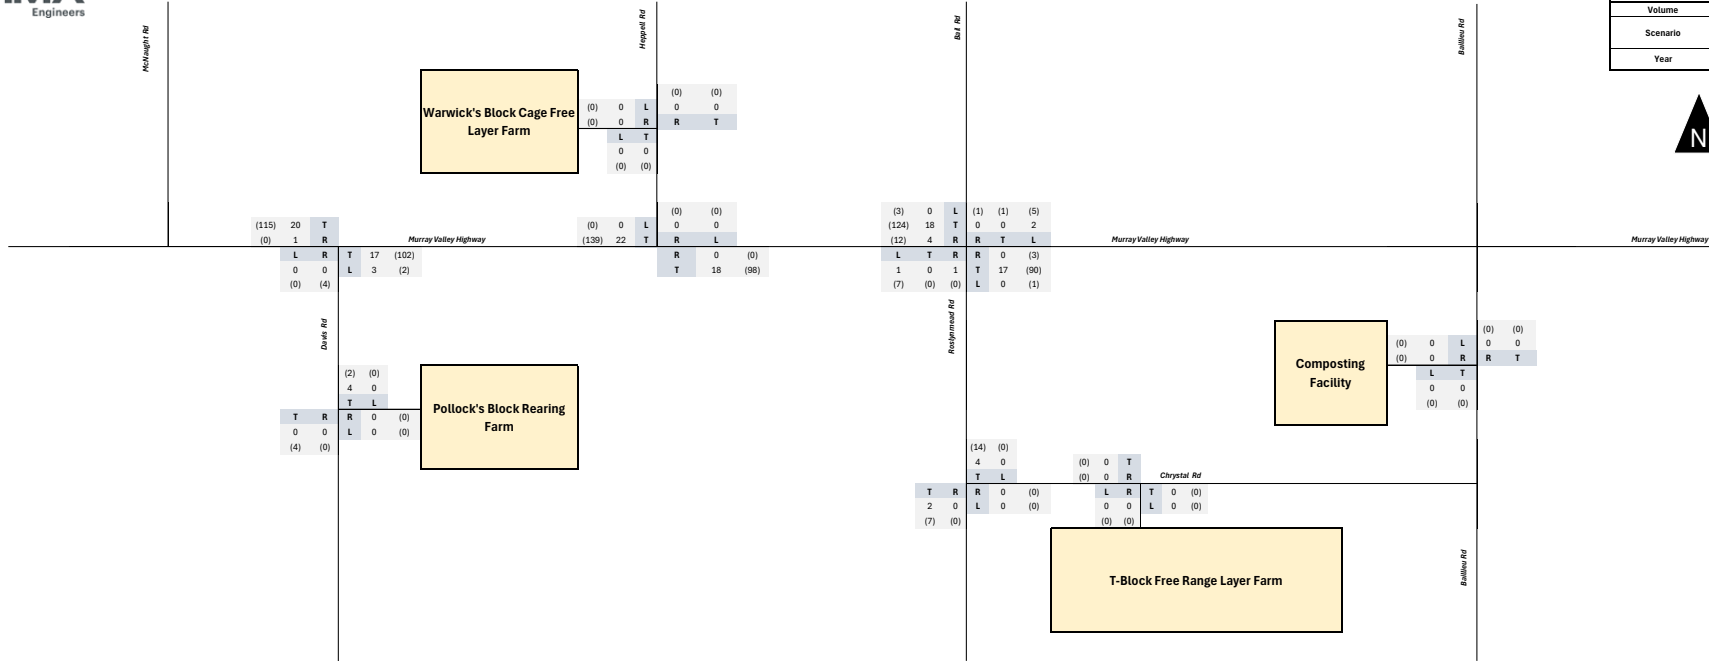 Engineers
McNaught Rd
Heppell Rd
Ball Rd
Baillieu Rd
Volume
Scenario
Year
N
Warwick's Block Cage Free
Layer Farm
(0) (0)
(0) 0 L 0 0
(0) 0 R R T
L T
0 0
(0) (0)
(115) 20 T
(0) 1 R
L R T 17 (102)
0 0 L 3 (2)
(0) (4)
Murray Valley Highway
(0) (0)
(0) 0 L 0 0
(139) 22 T R L
R 0 (0)
T 18 (98)
(3) 0 L (1) (1) (5)
(124) 18 T 0 0 2
(12) 4 R R T L
L T R R 0 (3)
1 0 1 T 17 (90)
(7) (0) (0) L 0 (1)
Murray Valley Highway
Murray Valley Highway
Davis Rd
Roslynmead Rd
(2) (0)
4 0
T L
T R R 0 (0)
0 0 L 0 (0)
(4) (0)
Pollock's Block Rearing
Farm
Composting
Facility
(0) (0)
(0) 0 L 0 0
(0) 0 R R T
L T
0 0
(0) (0)
(14) (0)
4 0
T L
T R R 0 (0)
2 0 L 0 (0)
(7) (0)
(0) 0 T
(0) 0 R
Chrystal Rd
L R T 0 (0)
0 0 L 0 (0)
(0) (0)
T-Block Free Range Layer Farm
Baillieu Rd